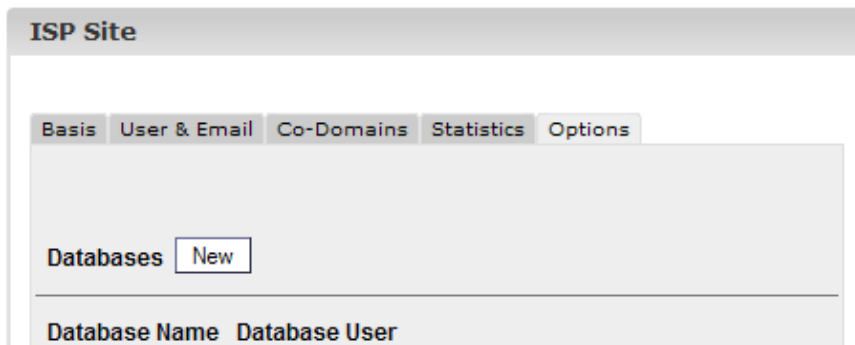 ISP Site
Basis User & Email Co-Domains Statistics Options
Databases New
Database Name Database User